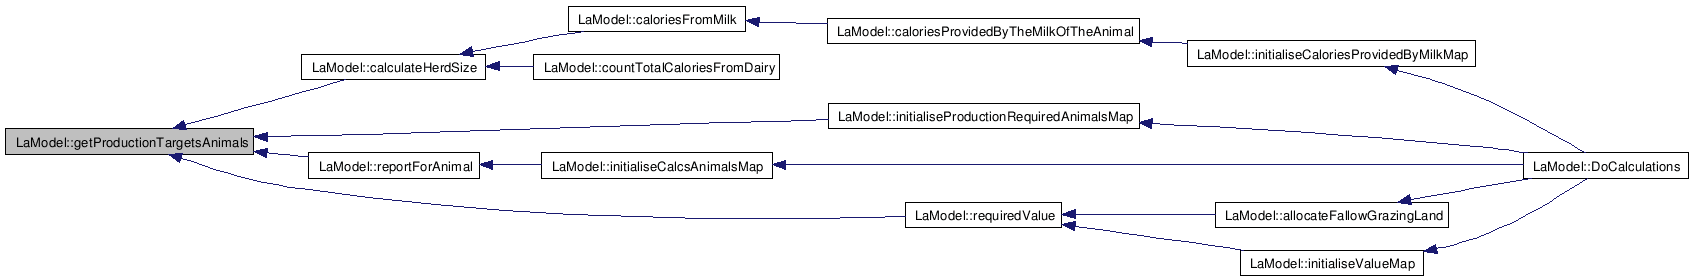 LaModel::caloriesFromMilk
LaModel::caloriesProvidedByTheMilkOfTheAnimal
LaModel::initialiseCaloriesProvidedByMilkMap
LaModel::calculateHerdSize
LaModel::countTotalCaloriesFromDairy
LaModel::initialiseProductionRequiredAnimalsMap
LaModel::getProductionTargetsAnimals
LaModel::reportForAnimal
LaModel::initialiseCalcsAnimalsMap
LaModel::DoCalculations
LaModel::requiredValue
LaModel::allocateFallowGrazingLand
LaModel::initialiseValueMap